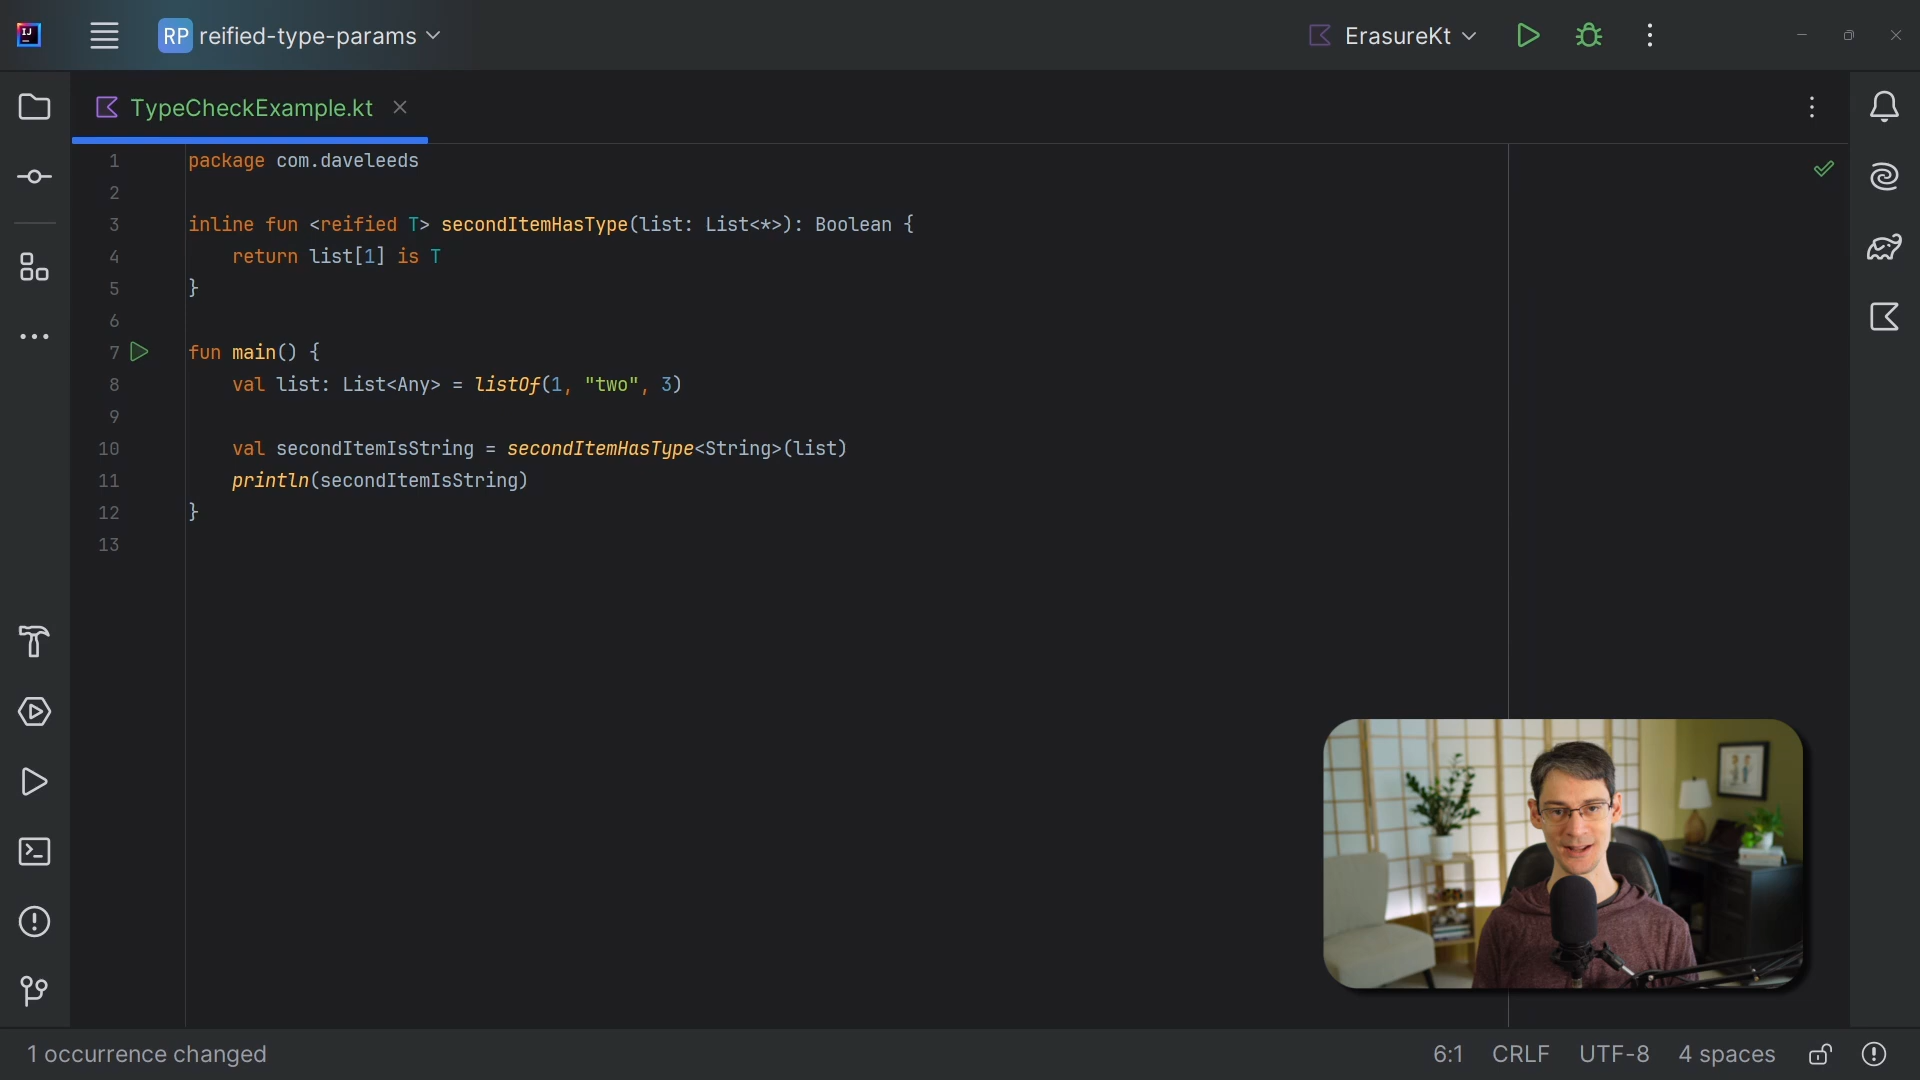 IJ
RP reified-type-params
ErasureKt
TypeCheckExample.kt
1 package com.daveleeds
2
3 inline fun <reified T> secondItemHasType(list: List<*>): Boolean {
4     return list[1] is T
5 }
6
7 fun main() {
8     val list: List<Any> = listOf(1, "two", 3)
9
10     val secondItemIsString = secondItemHasType<String>(list)
11     println(secondItemIsString)
12 }
13
1 occurrence changed
6:1 CRLF UTF-8 4 spaces